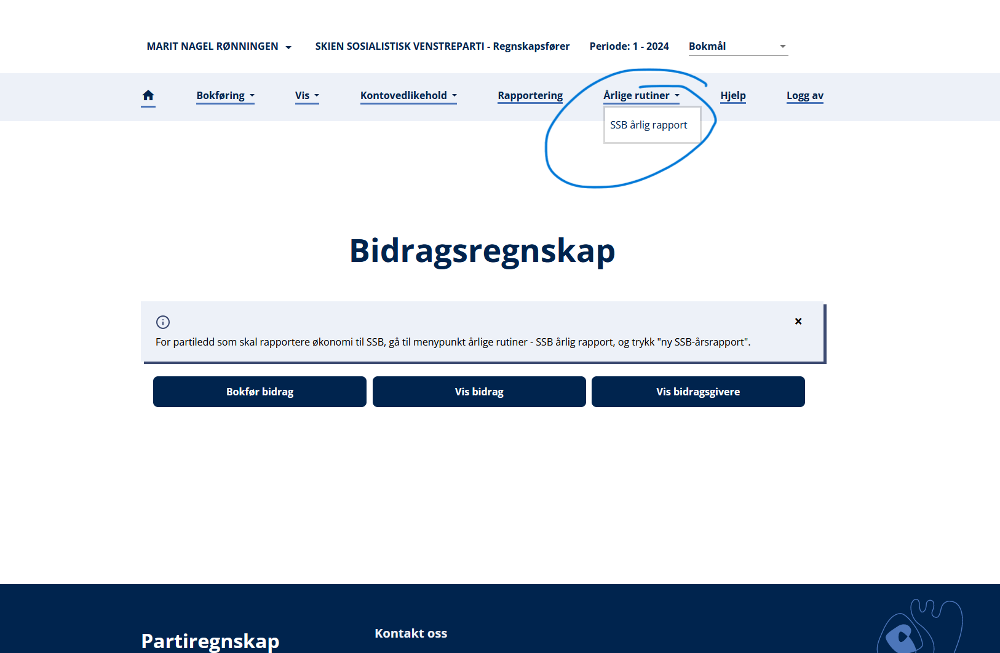 MARIT NAGEL RØNNINGEN SKIEN SOSIALISTISK VENSTREPARTI - Regnskapsfører Periode: 1 - 2024 Bokmål
Bokføring Vis Kontovedlikehold Rapportering Årlige rutiner Hjelp Logg av
SSB årlig rapport
Bidragsregnskap
For partiledd som skal rapportere økonomi til SSB, gå til menypunkt årlige rutiner - SSB årlig rapport, og trykk "ny SSB-årsrapport".
Bokfør bidrag Vis bidrag Vis bidragsgivere
Partiregnskap Kontakt oss